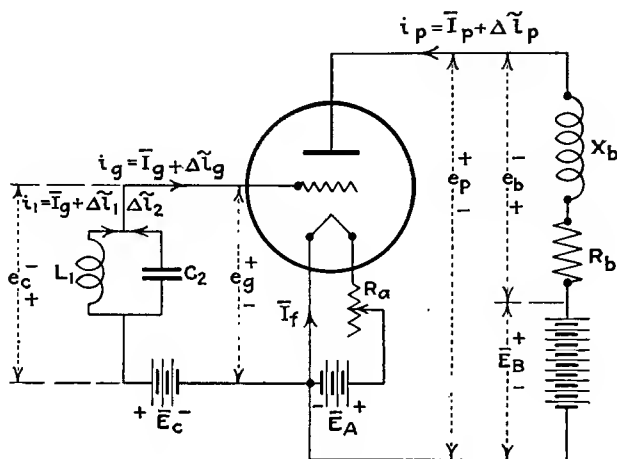 i_p = Ī_p + Δĩ_p
i_g = Ī_g + Δĩ_g
i_1 = Ī_g + Δĩ_1 Δĩ_2
X_b
e_p + -
e_b - +
e_c - +
L_1
C_2
e_g + -
R_a
R_b
Ī_f
Ē_B + -
+ Ē_C -
- Ē_A +